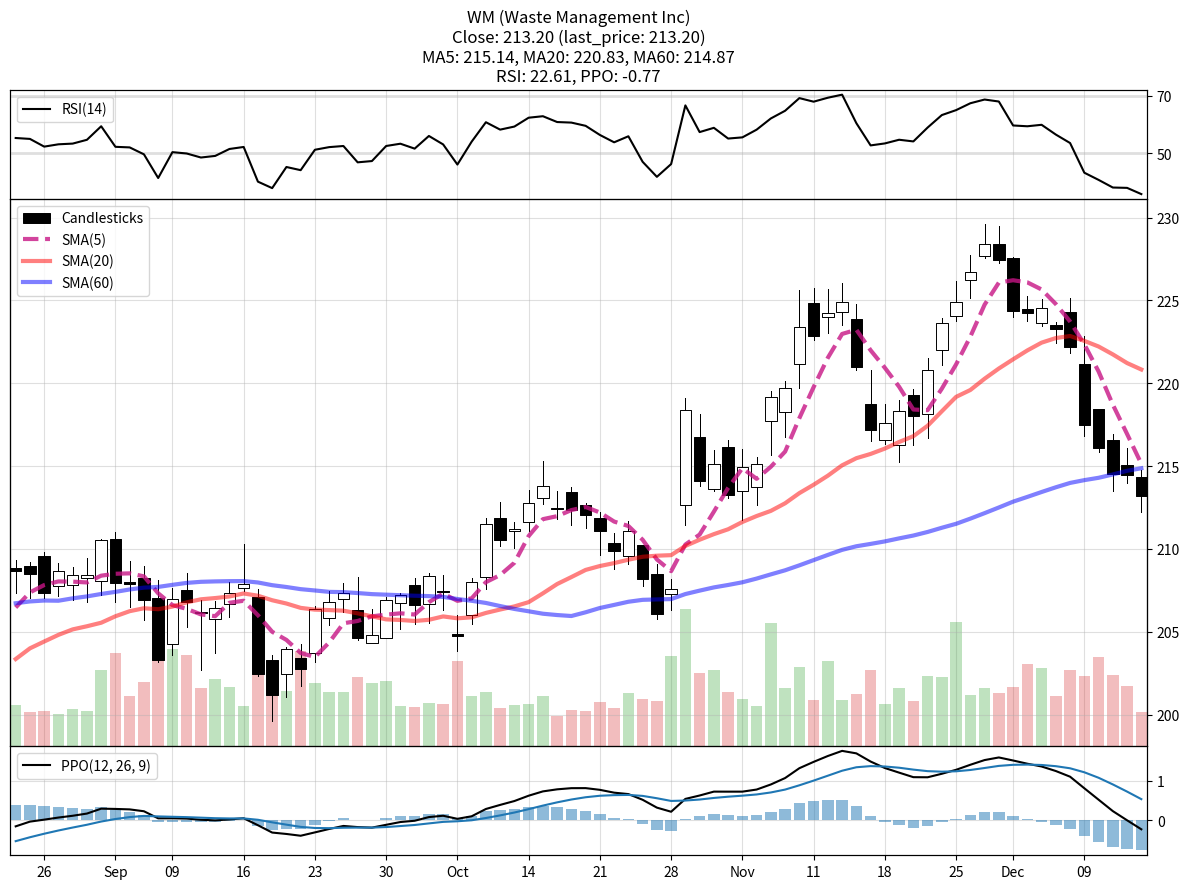 WM (Waste Management Inc)
Close: 213.20 (last_price: 213.20)
MA5: 215.14, MA20: 220.83, MA60: 214.87
RSI: 22.61, PPO: -0.77
RSI(14)
70
50
Candlesticks
SMA(5)
SMA(20)
SMA(60)
230
225
220
215
210
205
200
PPO(12, 26, 9)
1
0
26 Sep 09 16 23 30 Oct 14 21 28 Nov 11 18 25 Dec 09